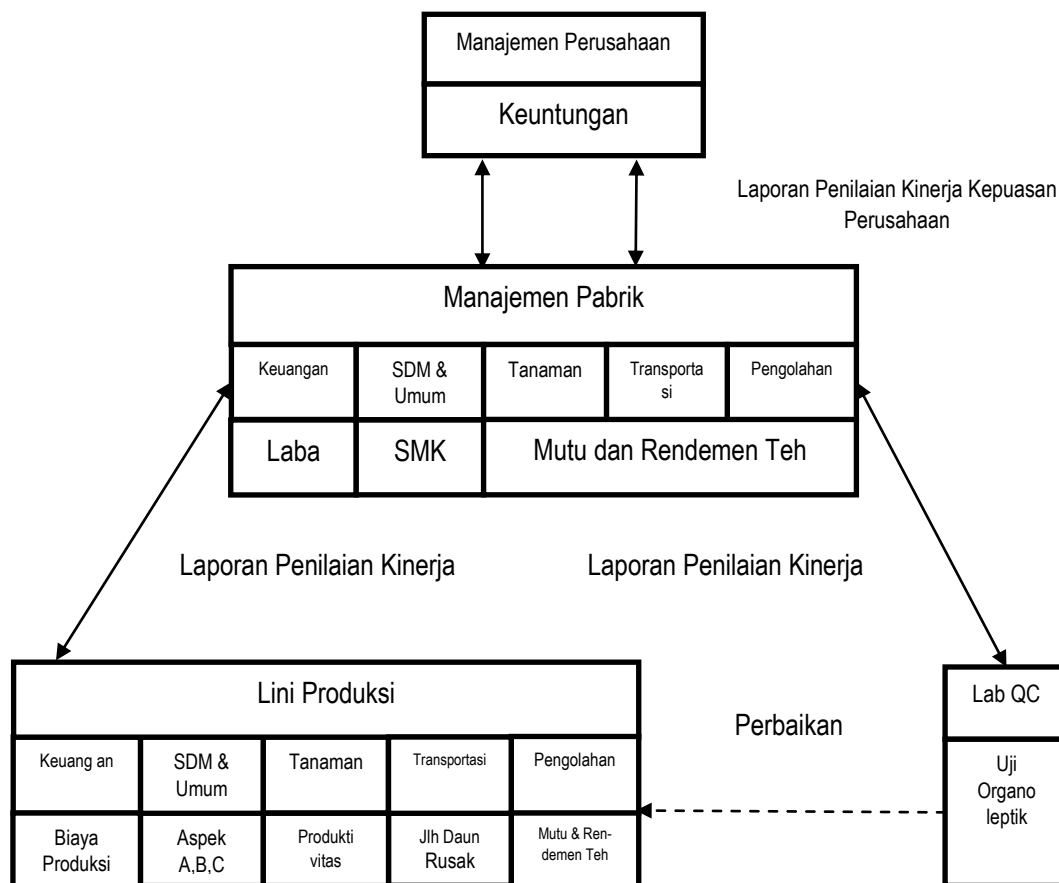 Manajemen Perusahaan
Keuntungan
Laporan Penilaian Kinerja Kepuasan
Perusahaan
Manajemen Pabrik
Keuangan
SDM &
Umum
Tanaman
Transporta
si
Pengolahan
Laba
SMK
Mutu dan Rendemen Teh
Laporan Penilaian Kinerja
Laporan Penilaian Kinerja
Lini Produksi
Keuang an
SDM &
Umum
Tanaman
Transportasi
Pengolahan
Biaya
Produksi
Aspek
A,B,C
Produkti
vitas
Jlh Daun
Rusak
Mutu & Ren-
demen Teh
Perbaikan
Lab QC
Uji
Organo
leptik